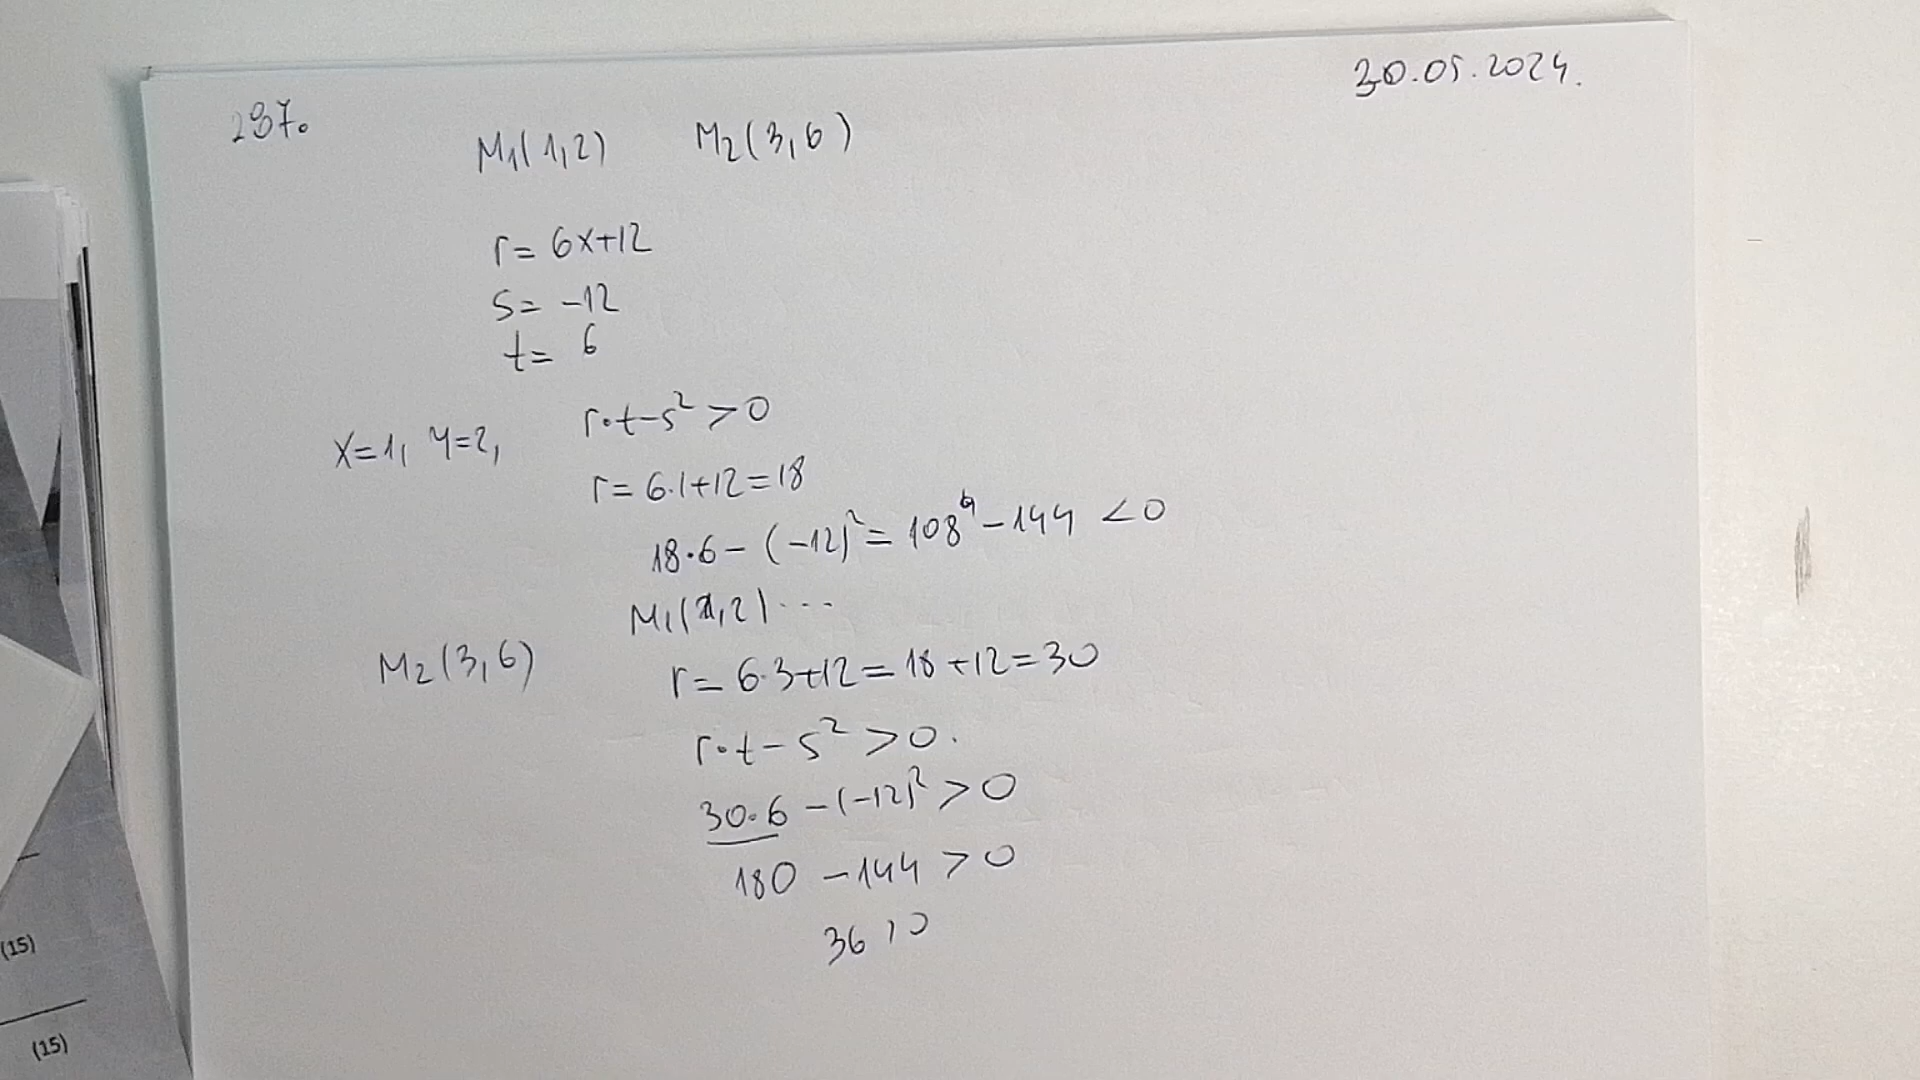 30.05.2024.
297.
M₁(1,2) M₂(3,6)
r= 6x+12
s= -12
t= 6
x=1, y=2, r·t-s²>0
r= 6·1+12=18
18·6-(-12)²= 108-144 <0
M₁(1,2)...
M₂(3,6) r= 6·3+12=18+12=30
r·t-s²>0.
30·6-(-12)²>0
180-144>0
36>0
(15)
(15)